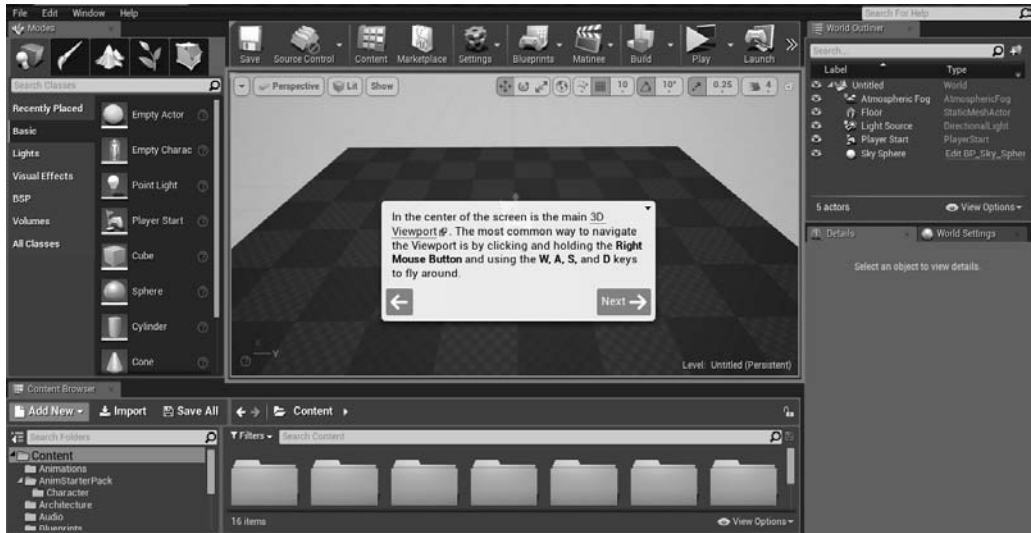 File Edit Window Help
Search For Help
Modes
Search Classes
Recently Placed
Basic
Lights
Visual Effects
BSP
Volumes
All Classes
Empty Actor
Empty Charac
Point Light
Player Start
Cube
Sphere
Cylinder
Cone
Save Source Control Content Marketplace Settings Blueprints Matinee Build Play Launch
Perspective Lit Show 10 10° 0.25 4
In the center of the screen is the main 3D
Viewport. The most common way to navigate
the Viewport is by clicking and holding the Right
Mouse Button and using the W, A, S, and D keys
to fly around.
Next
Y
Level: Untitled (Persistent)
World Outliner
Search...
Label Type
Untitled World
Atmospheric Fog AtmosphericFog
Floor StaticMeshActor
Light Source DirectionalLight
Player Start PlayerStart
Sky Sphere Edit BP_Sky_Spher
5 actors View Options
Details World Settings
Select an object to view details.
Content Browser
Add New Import Save All Content
Search Folders
Content
Animations
AnimStarterPack
Character
Architecture
Audio
Blueprints
Filters Search Content
16 items View Options